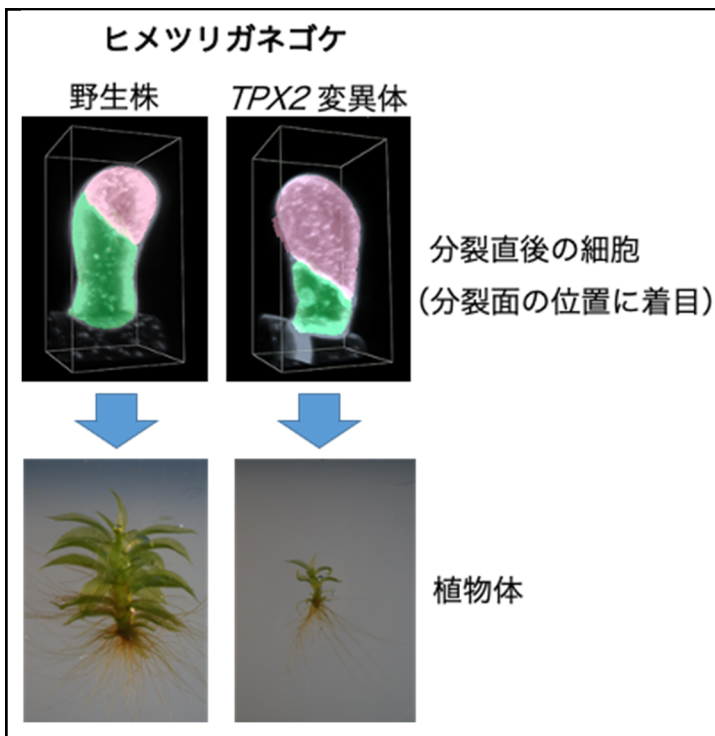 ヒメツリガネゴケ
野生株
TPX2 変異体
分裂直後の細胞
（分裂面の位置に着目）
植物体